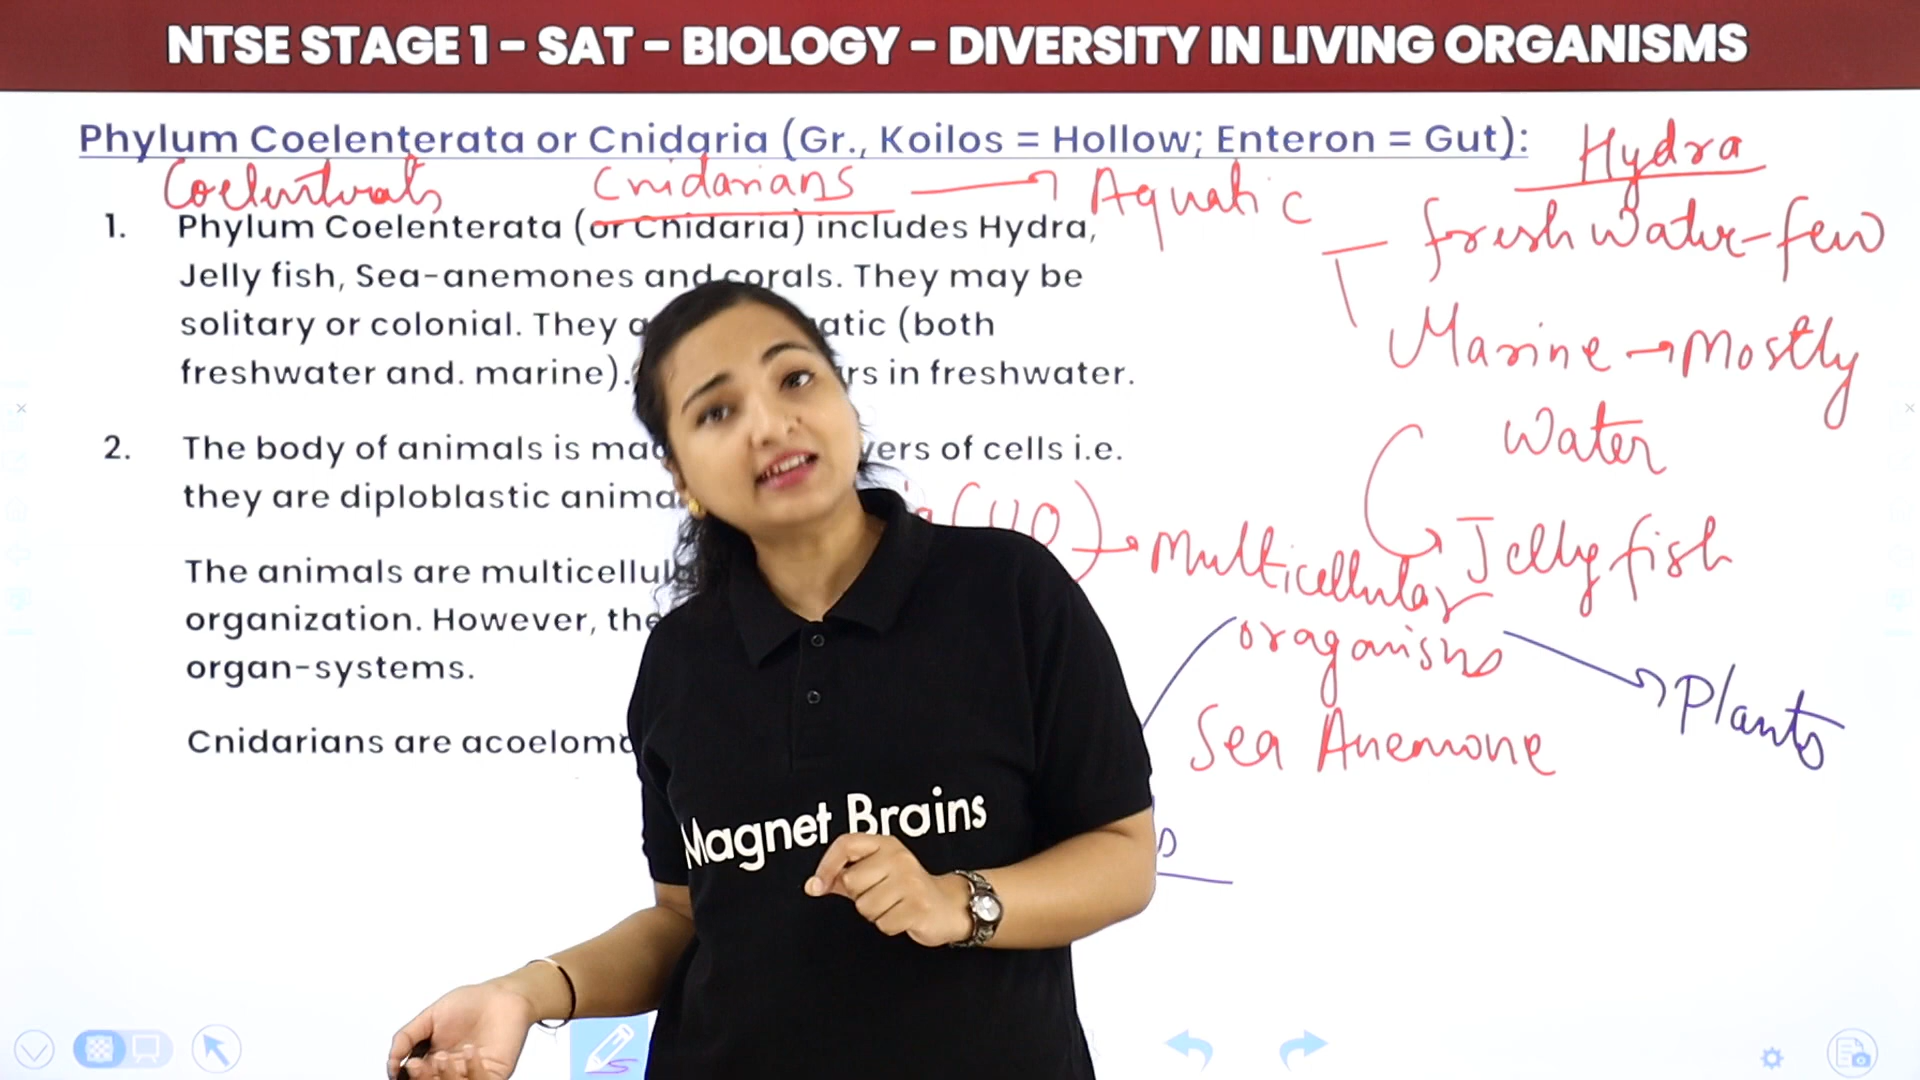 NTSE STAGE 1 – SAT – BIOLOGY – DIVERSITY IN LIVING ORGANISMS
Phylum Coelenterata or Cnidaria (Gr., Koilos = Hollow; Enteron = Gut):
Hydra
Coelentrats Cnidarians → Aquatic
fresh water – few
1. Phylum Coelenterata (or Cnidaria) includes Hydra,
Jelly fish, Sea-anemones and corals. They may be
solitary or colonial. They atic (both
Marine → Mostly
freshwater and. marine). rs in freshwater.
Water
2. The body of animals is ma yers of cells i.e.
they are diploblastic anima
→ Multicellular
Jelly fish
The animals are multicellul
organization. However, the
oraganisms
organ-systems.
Plants
Cnidarians are acoelom
Sea Anemone
Magnet Brains